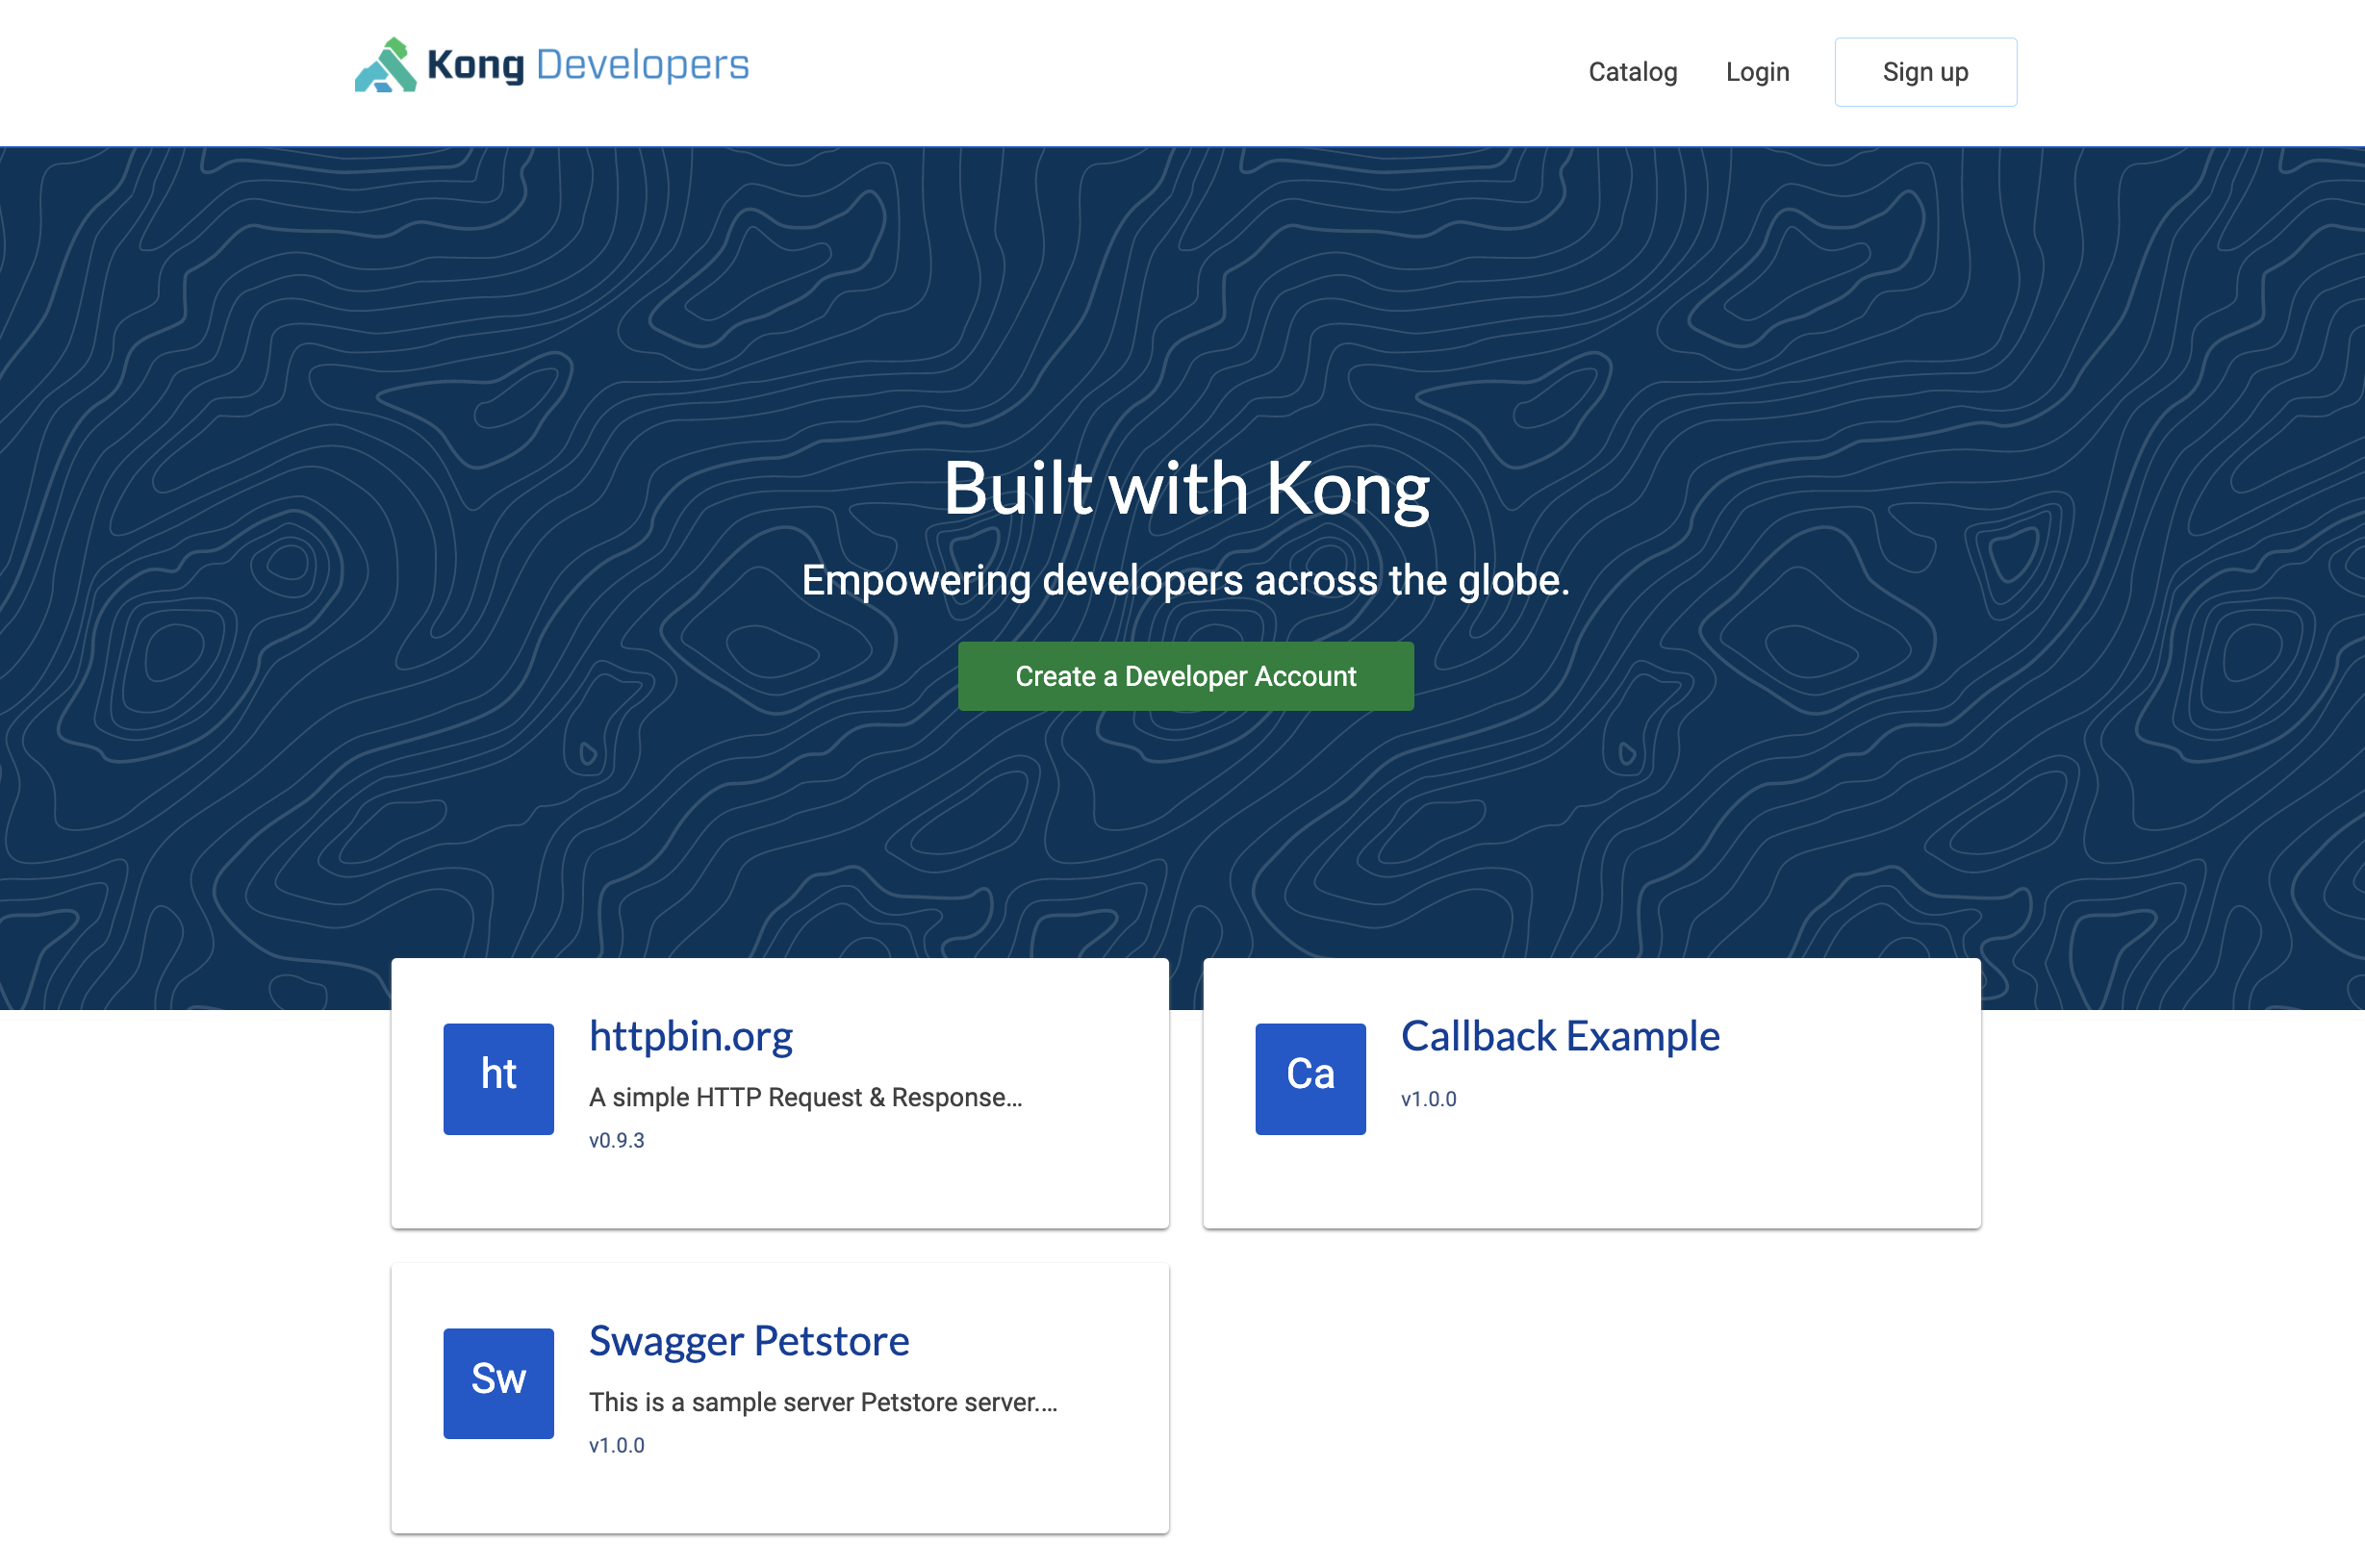 Kong Developers
Catalog
Login
Sign up
Built with Kong
Empowering developers across the globe.
Create a Developer Account
ht
httpbin.org
A simple HTTP Request & Response...
v0.9.3
Ca
Callback Example
v1.0.0
Sw
Swagger Petstore
This is a sample server Petstore server....
v1.0.0